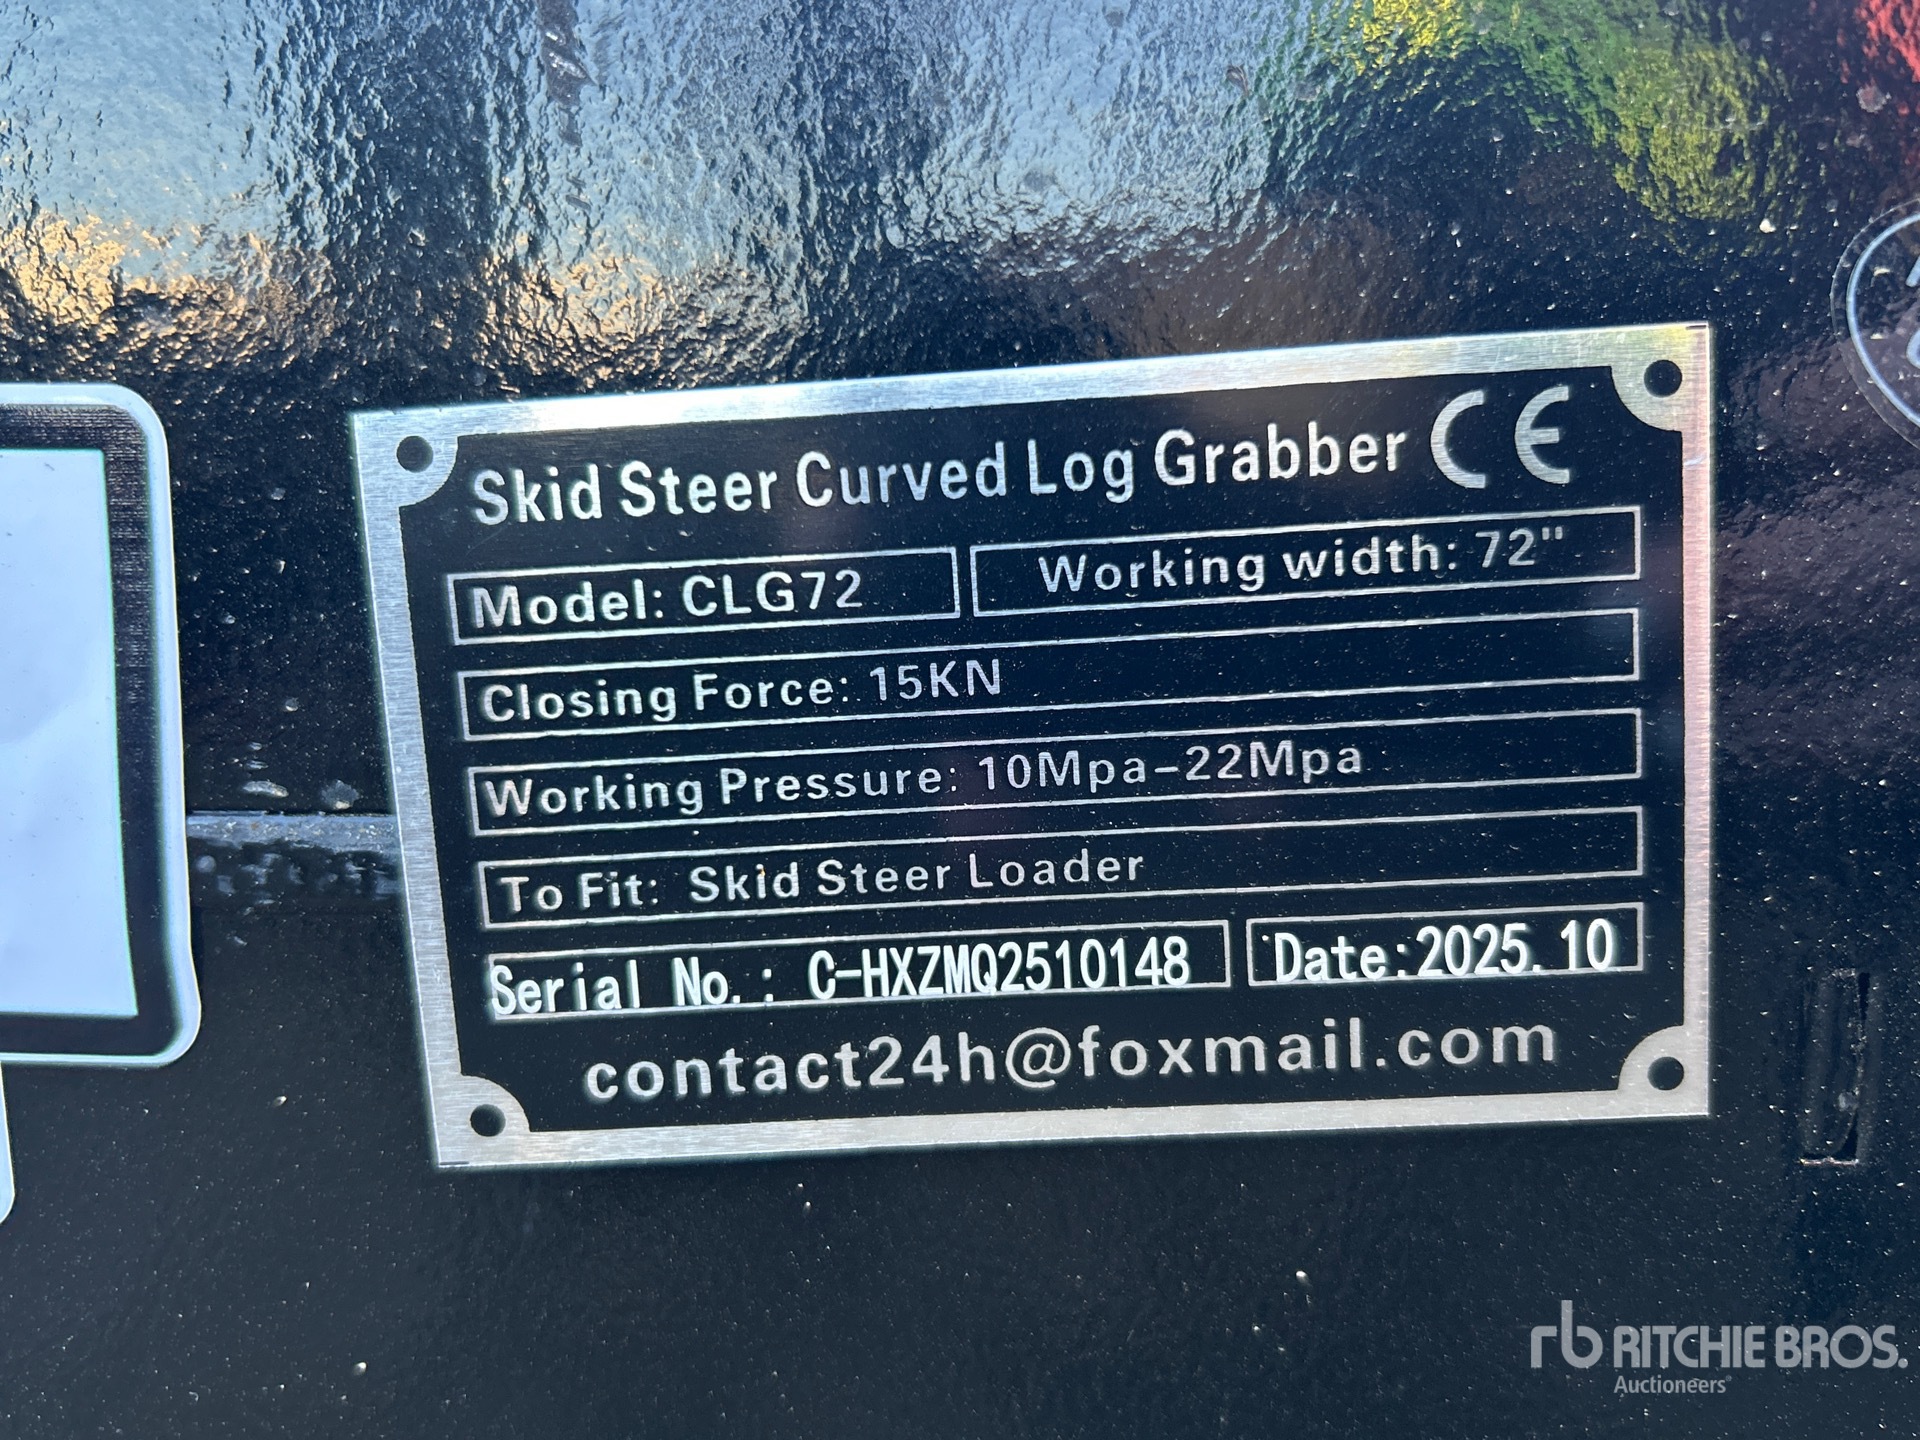 Skid Steer Curved Log Grabber CE
Model: CLG72
Working width: 72"
Closing Force: 15KN
Working Pressure: 10Mpa-22Mpa
To Fit: Skid Steer Loader
Serial No.: C-HXZMQ2510148
Date:2025.10
contact24h@foxmail.com
rb RITCHIE BROS.
Auctioneers